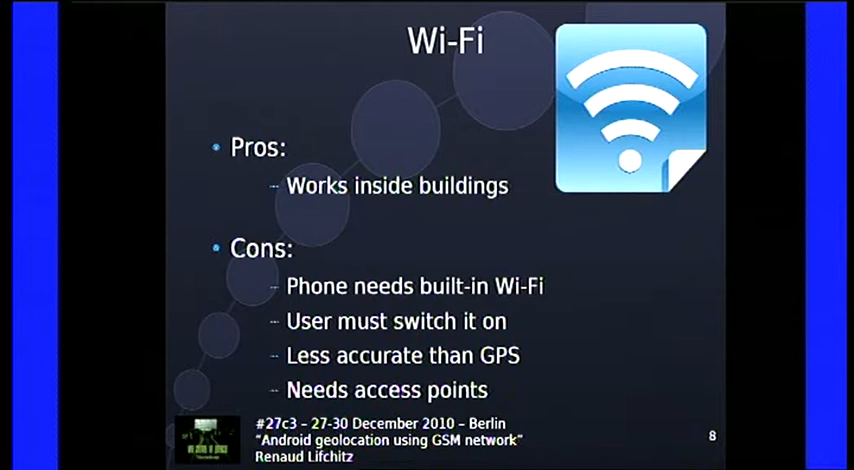 Wi-Fi
Pros:
Works inside buildings
Cons:
Phone needs built-in Wi-Fi
User must switch it on
Less accurate than GPS
Needs access points
#27c3 – 27-30 December 2010 – Berlin
"Android geolocation using GSM network"
Renaud Lifchitz
8